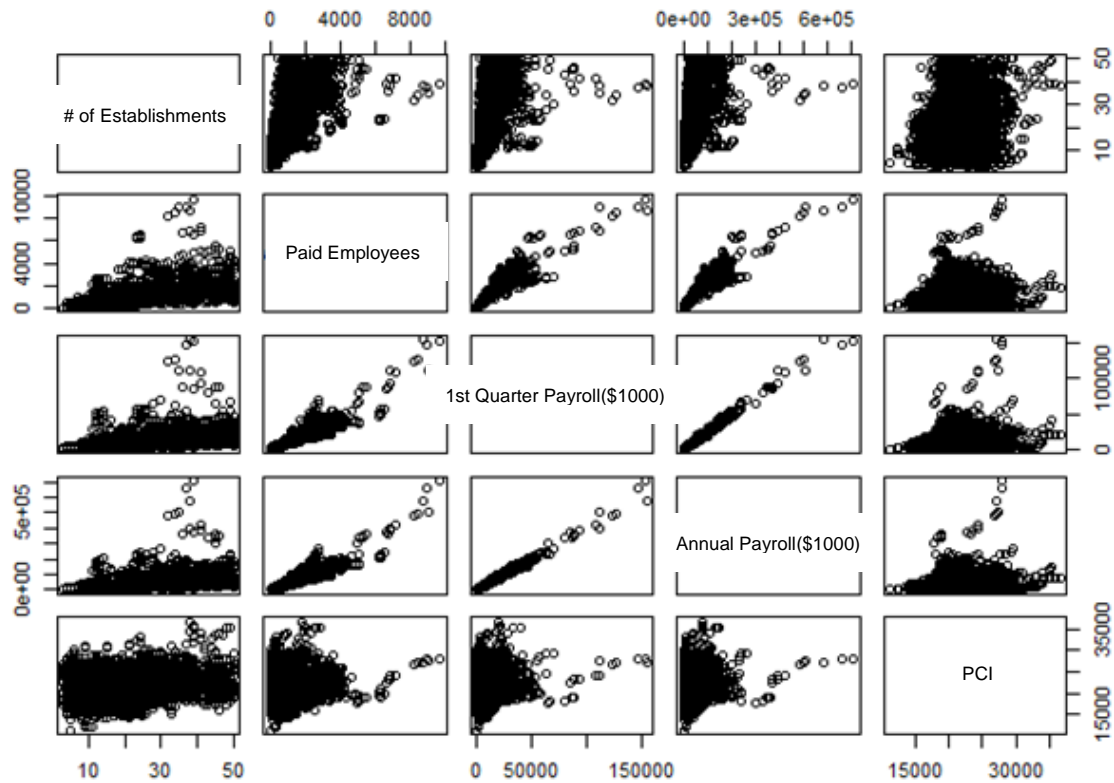 0 4000 8000
0e+00 3e+05 6e+05
# of Establishments
10 30 50
0 4000 10000
Paid Employees
1st Quarter Payroll($1000)
0 100000
0e+00 5e+05
Annual Payroll($1000)
PCI
15000 35000
10 30 50
0 50000 150000
15000 30000